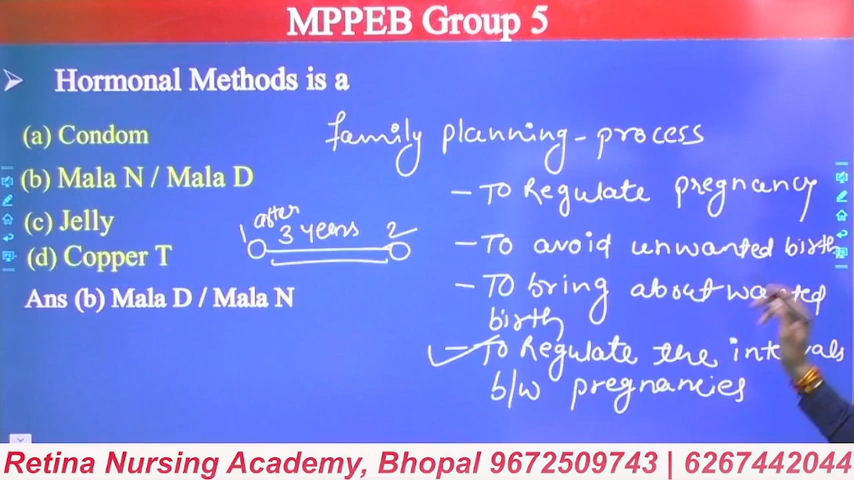 MPPEB Group 5
Hormonal Methods is a
(a) Condom
(b) Mala N / Mala D
(c) Jelly
(d) Copper T
Ans (b) Mala D / Mala N
family planning - process
- To Regulate pregnancy
- To avoid unwanted birth
- To bring about wanted
birth
- To Regulate the intervals
b/w pregnancies
after
1 3 years 2
Retina Nursing Academy, Bhopal 9672509743 | 6267442044